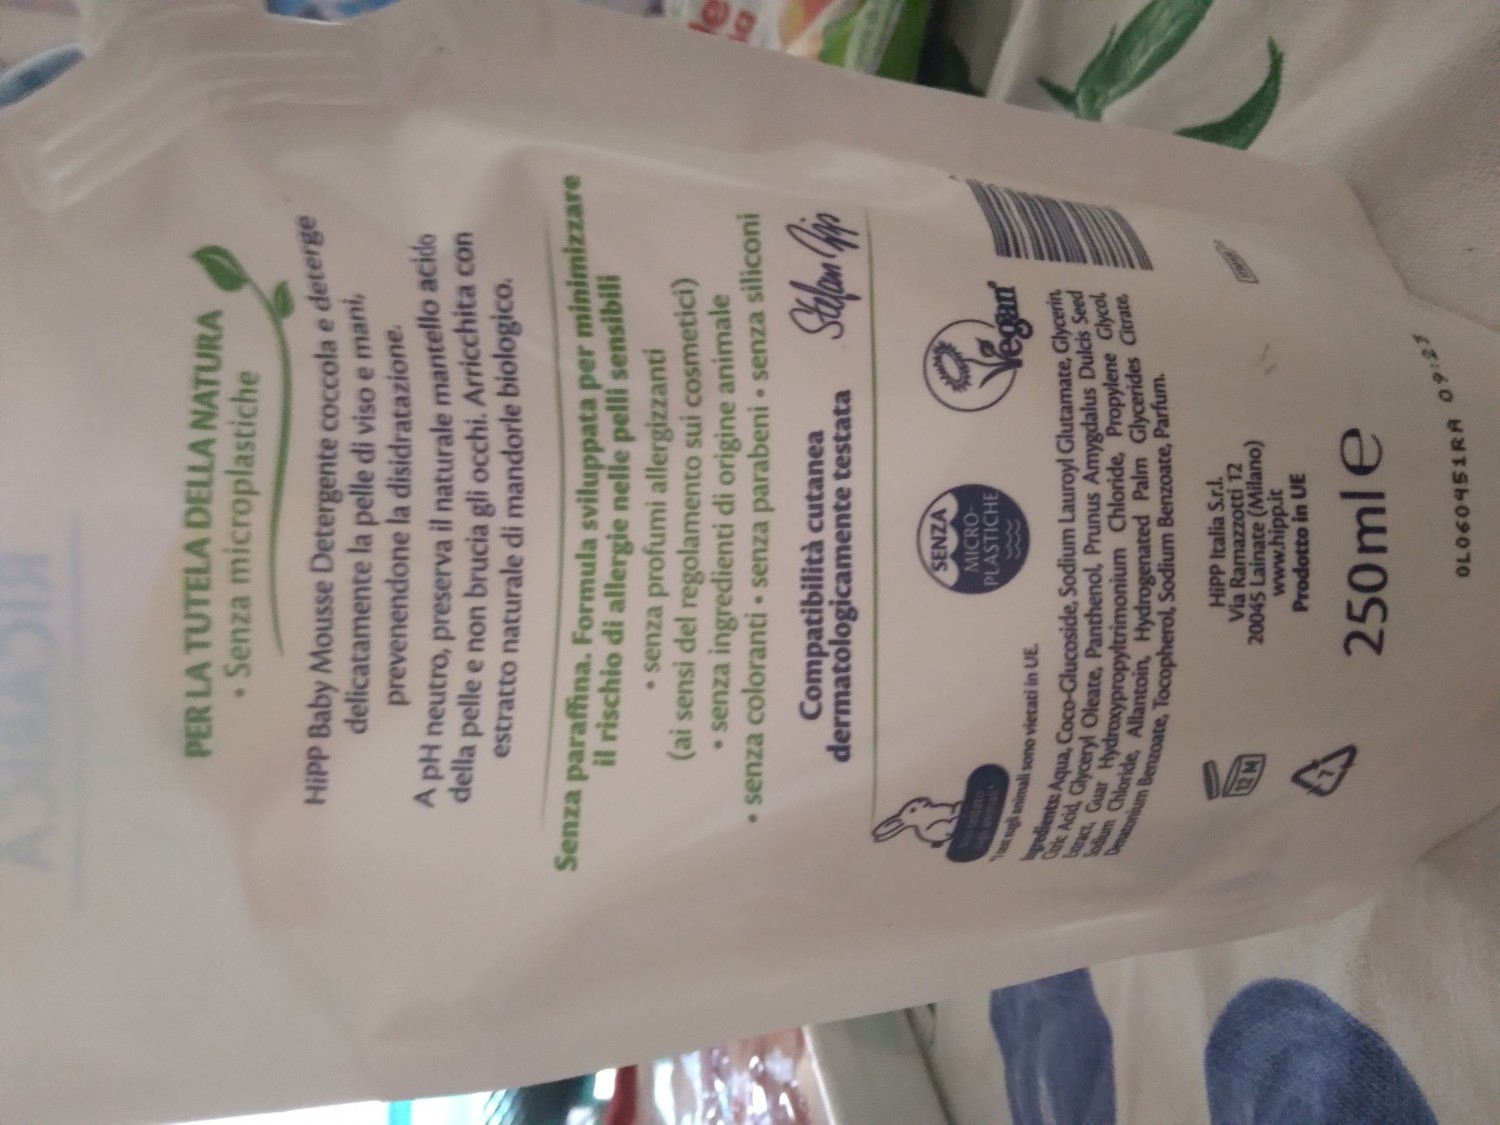 RICARICA
PER LA TUTELA DELLA NATURA
• Senza microplastiche
HiPP Baby Mousse Detergente coccola e deterge
delicatamente la pelle di viso e mani,
prevenendone la disidratazione.
A pH neutro, preserva il naturale mantello acido
della pelle e non brucia gli occhi. Arricchita con
estratto naturale di mandorle biologico.
Senza paraffina. Formula sviluppata per minimizzare
il rischio di allergie nelle pelli sensibili
• senza profumi allergizzanti
(ai sensi del regolamento sui cosmetici)
• senza ingredienti di origine animale
• senza coloranti • senza parabeni • senza siliconi
Compatibilità cutanea
dermatologicamente testata
Stefan Hipp
SENZA
MICRO-
PLASTICHE
Vegan
*I test sugli animali sono vietati in UE.
Ingredients: Aqua, Coco-Glucoside, Sodium Lauroyl Glutamate, Glycerin,
Citric Acid, Glyceryl Oleate, Panthenol, Prunus Amygdalus Dulcis Seed
Extract, Guar Hydroxypropyltrimonium Chloride, Propylene Glycol,
Sodium Chloride, Allantoin, Hydrogenated Palm Glycerides Citrate,
Denatonium Benzoate, Tocopherol, Sodium Benzoate, Parfum.
12 M
7
HiPP Italia S.r.l.
Via Ramazzotti 12
20045 Lainate (Milano)
www.hipp.it
Prodotto in UE
250 ml e
0L060451RA 09:23